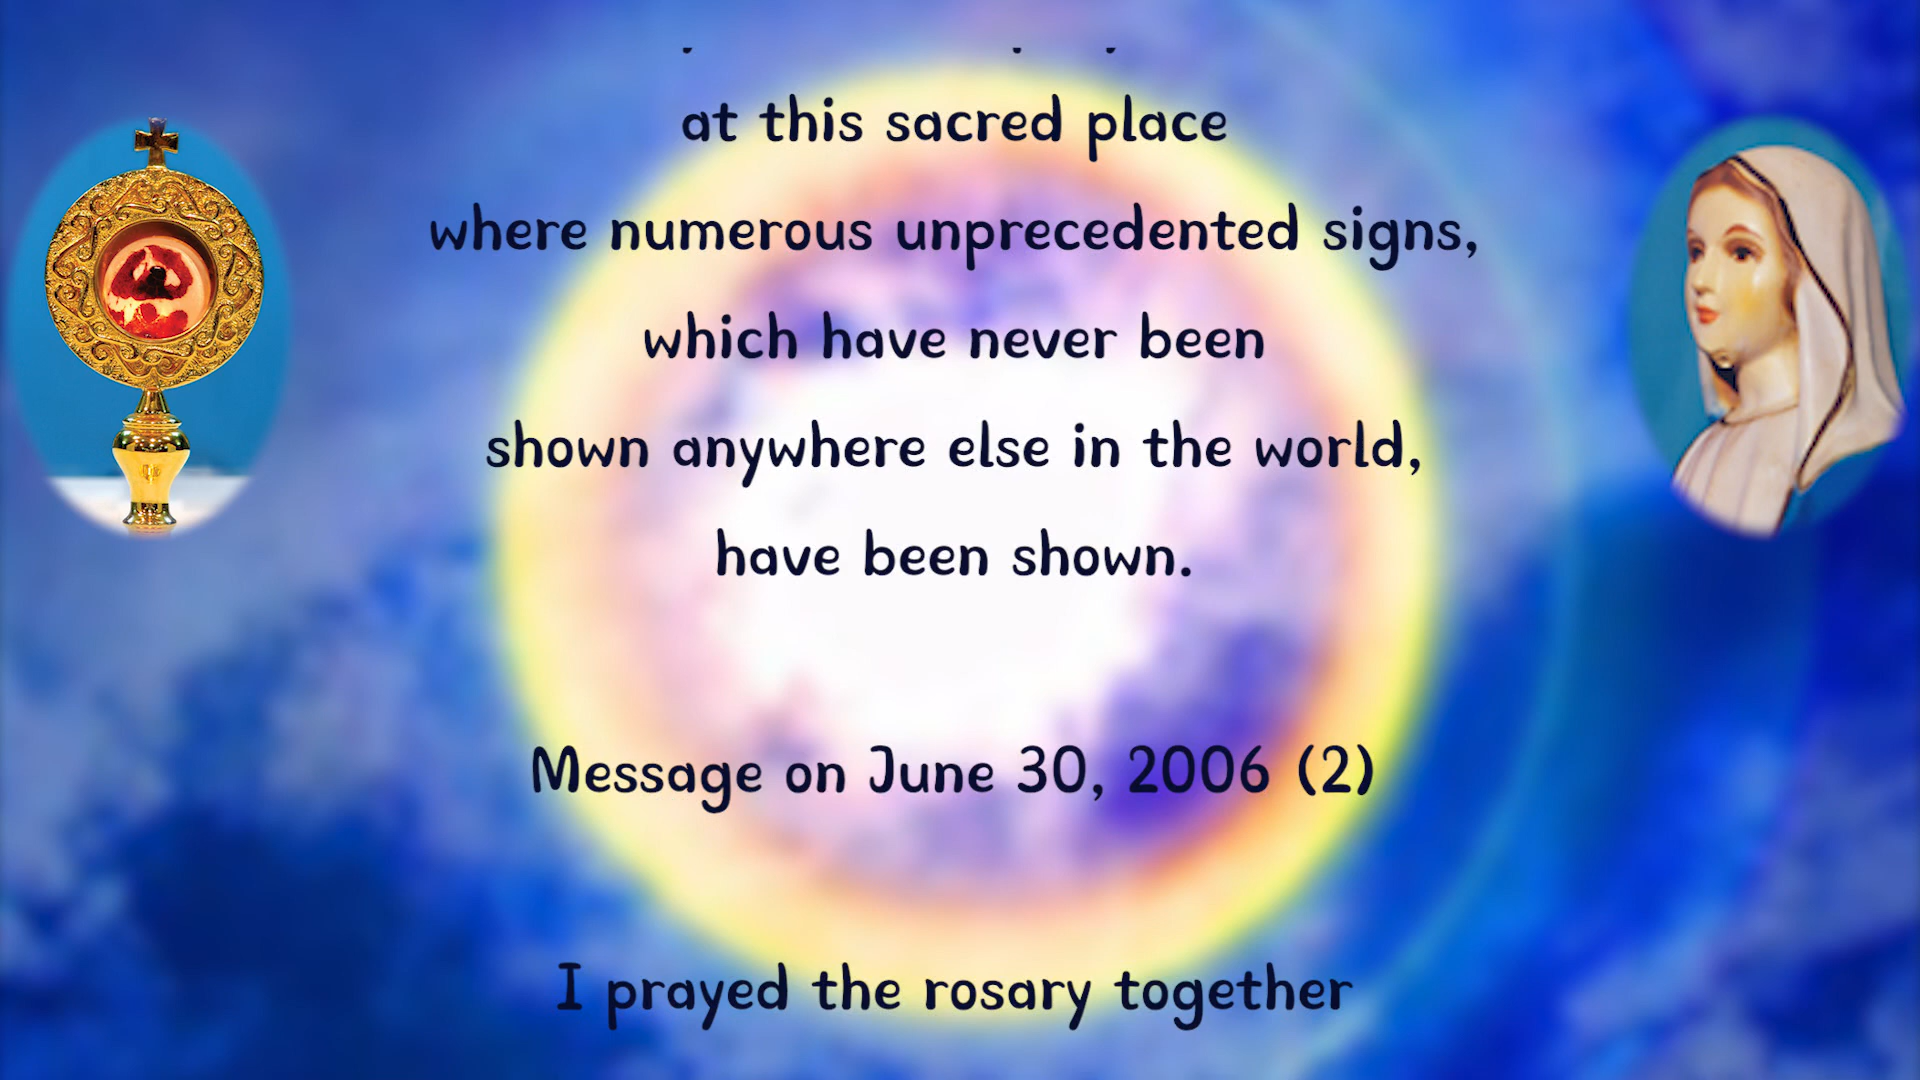 at this sacred place
where numerous unprecedented signs,
which have never been
shown anywhere else in the world,
have been shown.
Message on June 30, 2006 (2)
I prayed the rosary together